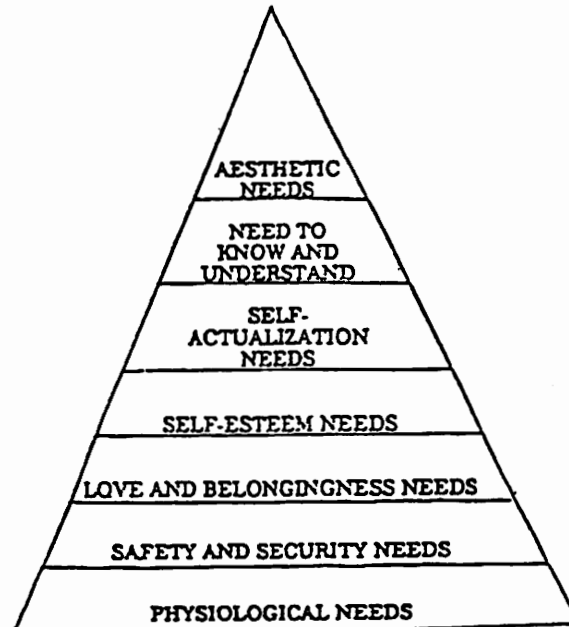 AESTHETIC
NEEDS
NEED TO
KNOW AND
UNDERSTAND
SELF-
ACTUALIZATION
NEEDS
SELF-ESTEEM NEEDS
LOVE AND BELONGINGNESS NEEDS
SAFETY AND SECURITY NEEDS
PHYSIOLOGICAL NEEDS